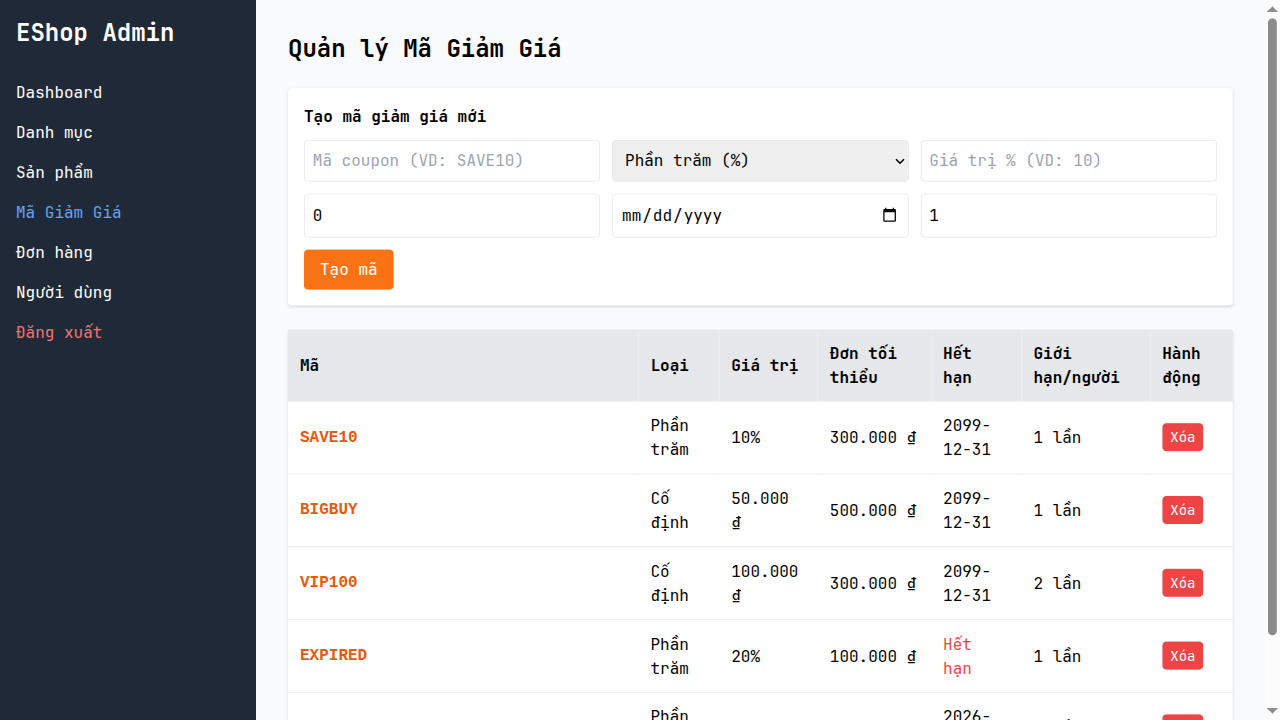 EShop Admin
Dashboard
Danh mục
Sản phẩm
Mã Giảm Giá
Đơn hàng
Người dùng
Đăng xuất
Quản lý Mã Giảm Giá
Tạo mã giảm giá mới
Mã coupon (VD: SAVE10)
Phần trăm (%)
Giá trị % (VD: 10)
0
mm/dd/yyyy
1
Tạo mã
Mã
Loại
Giá trị
Đơn tối
thiểu
Hết
hạn
Giới
hạn/người
Hành
động
SAVE10
Phần
trăm
10%
300.000 ₫
2099-
12-31
1 lần
Xóa
BIGBUY
Cố
định
50.000
₫
500.000 ₫
2099-
12-31
1 lần
Xóa
VIP100
Cố
định
100.000
₫
300.000 ₫
2099-
12-31
2 lần
Xóa
EXPIRED
Phần
trăm
20%
100.000 ₫
Hết
hạn
1 lần
Xóa
Phần
2026-